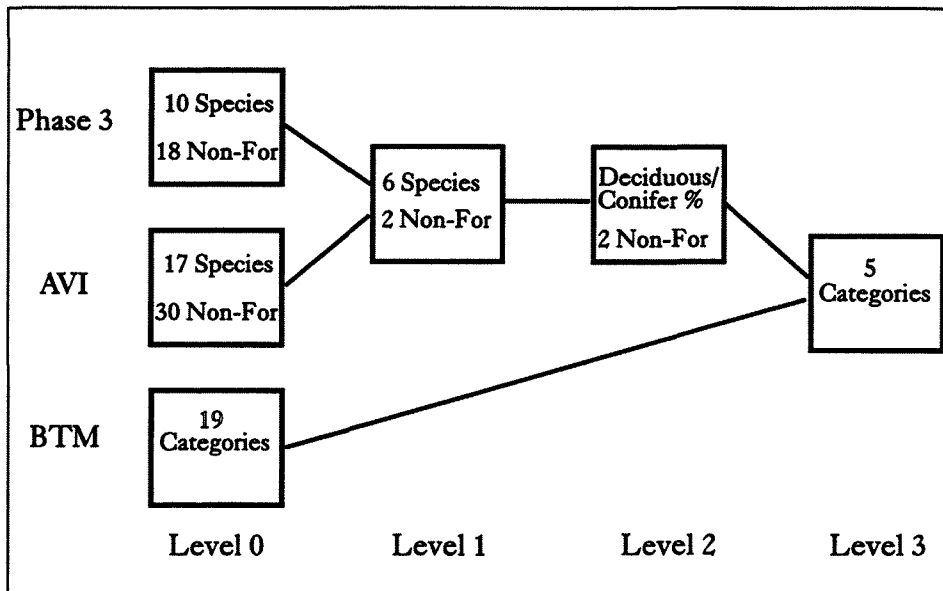 Phase 3
10 Species
18 Non-For
AVI
17 Species
30 Non-For
BTM
19
Categories
6 Species
2 Non-For
Deciduous/
Conifer %
2 Non-For
5
Categories
Level 0
Level 1
Level 2
Level 3